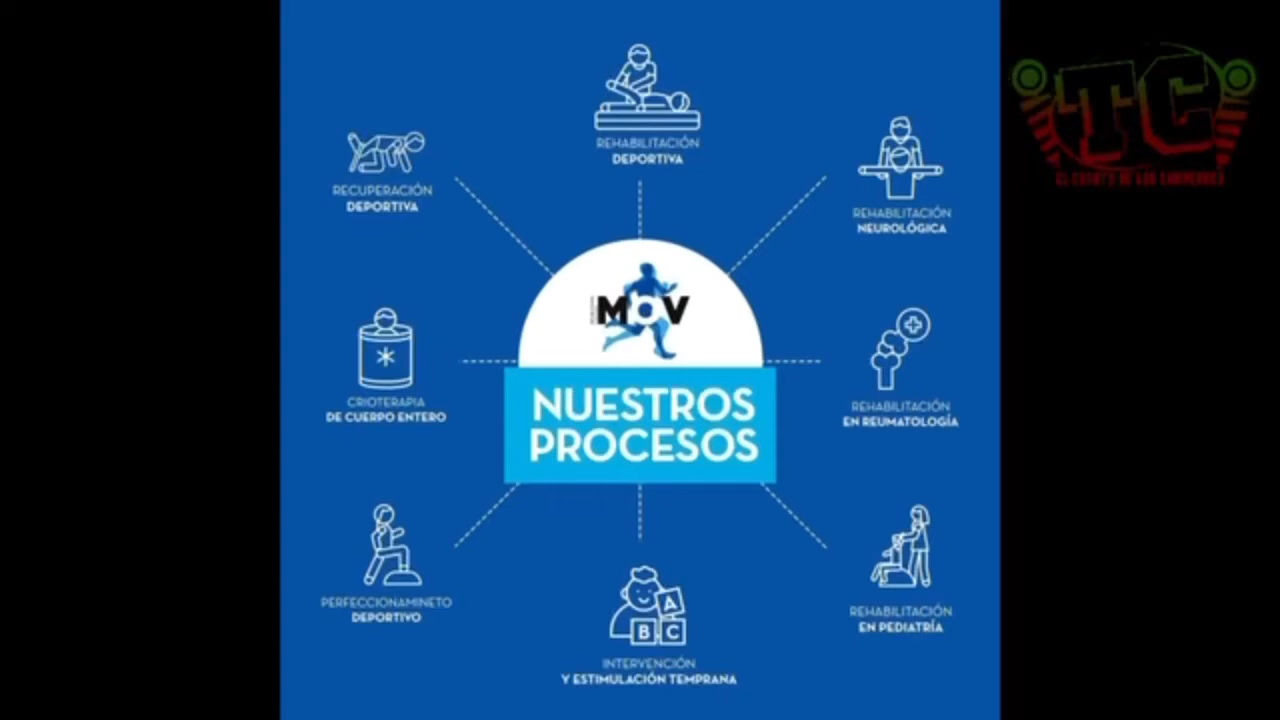 REHABILITACIÓN
DEPORTIVA
RECUPERACIÓN
DEPORTIVA
REHABILITACIÓN
NEUROLÓGICA
MOV
CRIOTERAPIA
DE CUERPO ENTERO
NUESTROS
PROCESOS
REHABILITACIÓN
EN REUMATOLOGÍA
PERFECCIONAMINETO
DEPORTIVO
A
B C
INTERVENCIÓN
Y ESTIMULACIÓN TEMPRANA
REHABILITACIÓN
EN PEDIATRÍA
TC